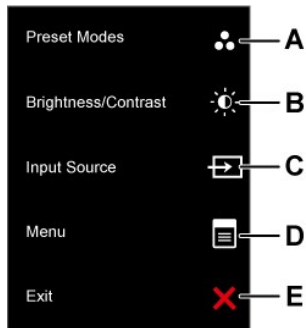 Preset Modes A
Brightness/Contrast B
Input Source C
Menu D
Exit E